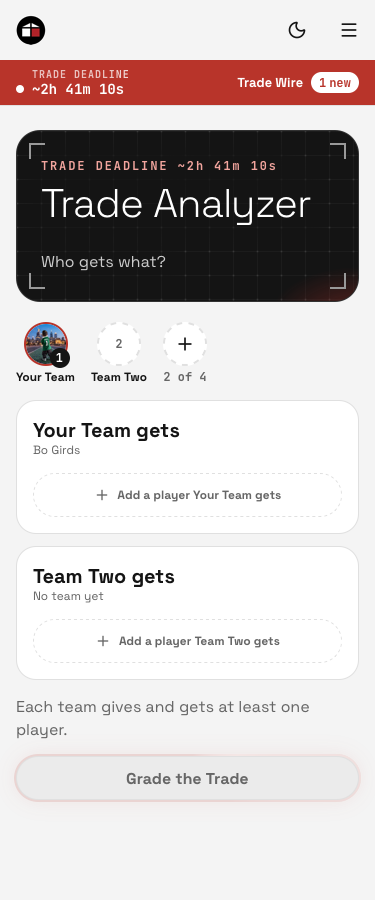 TRADE DEADLINE
~2h 41m 10s
Trade Wire 1 new
TRADE DEADLINE ~2h 41m 10s
Trade Analyzer
Who gets what?
1
2
Your Team
Team Two
2 of 4
Your Team gets
Bo Girds
Add a player Your Team gets
Team Two gets
No team yet
Add a player Team Two gets
Each team gives and gets at least one
player.
Grade the Trade